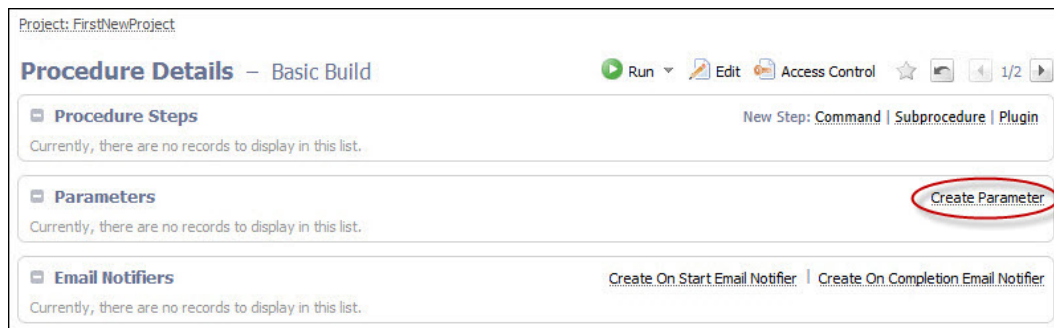 Project: FirstNewProject
Procedure Details – Basic Build Run Edit Access Control 1/2
Procedure Steps New Step: Command | Subprocedure | Plugin
Currently, there are no records to display in this list.
Parameters Create Parameter
Currently, there are no records to display in this list.
Email Notifiers Create On Start Email Notifier | Create On Completion Email Notifier
Currently, there are no records to display in this list.